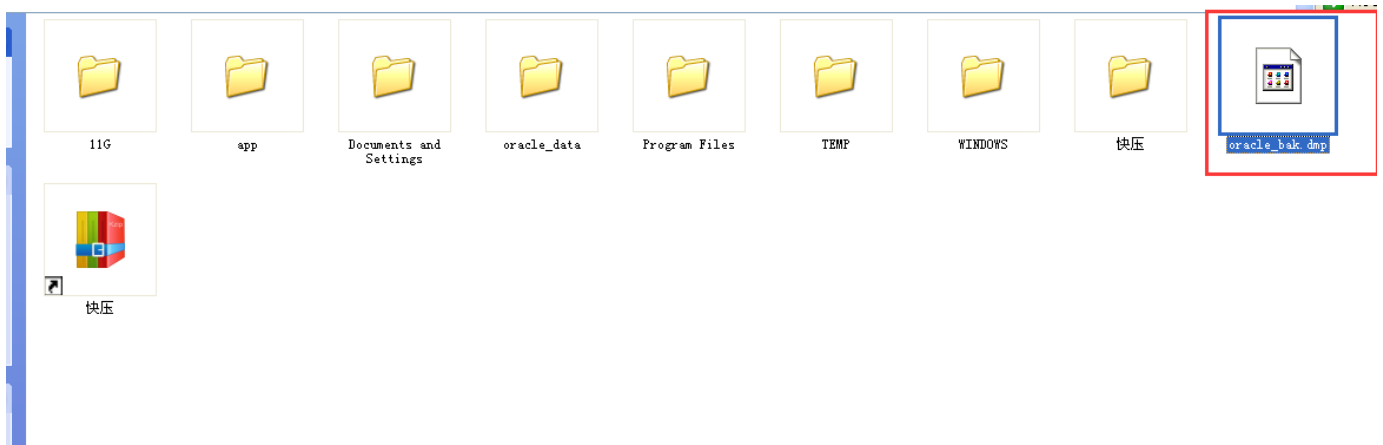 11G
app
Documents and
Settings
oracle_data
Program Files
TEMP
WINDOWS
快压
oracle_bak.dmp
快压